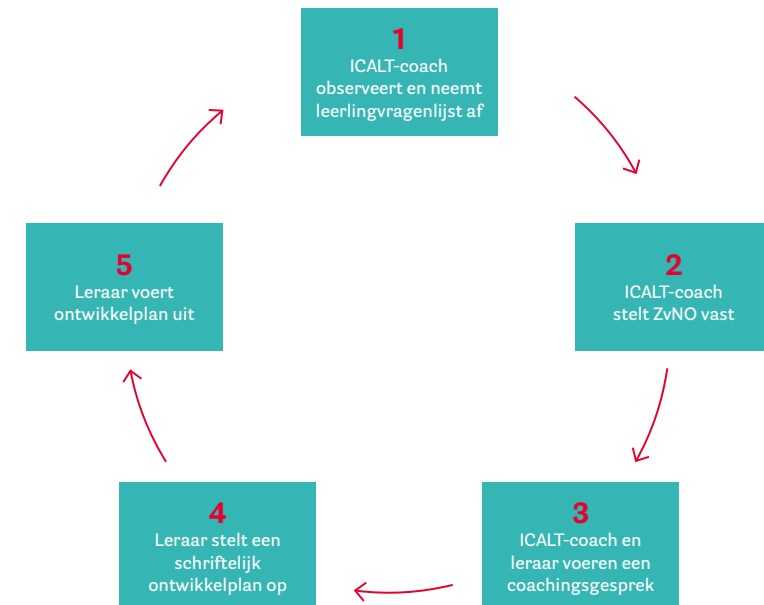 1
ICALT-coach
observeert en neemt
leerlingvragenlijst af
2
ICALT-coach
stelt ZvNO vast
3
ICALT-coach en
leraar voeren een
coachingsgesprek
4
Leraar stelt een
schriftelijk
ontwikkelplan op
5
Leraar voert
ontwikkelplan uit